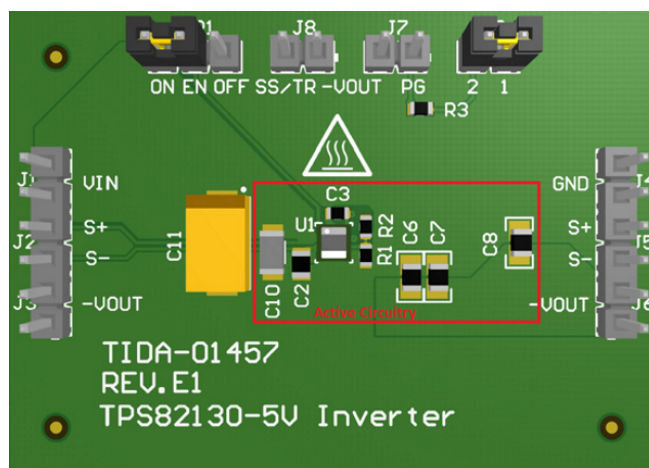 J8
J7
ON EN OFF
SS/TR -VOUT
PG
2 1
R3
J1
VIN
GND
J4
C3
U1
R2
R1
C11
S+
J2
S-
C10
C2
C6
C7
C8
S+
J5
S-
J3
-VOUT
-VOUT
J6
Active Circuitry
TIDA-01457
REV.E1
TPS82130-5V Inverter